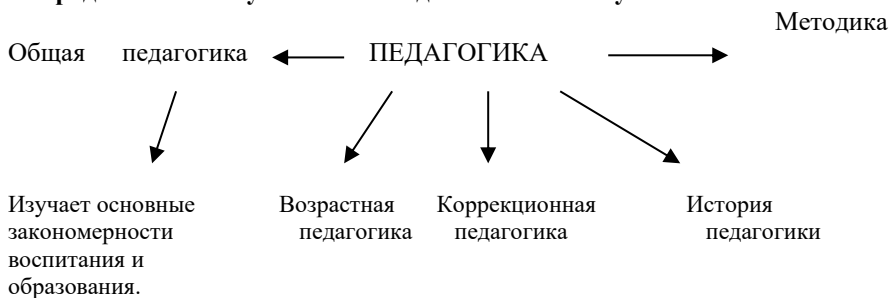 Методика
Общая педагогика ПЕДАГОГИКА
Изучает основные Возрастная Коррекционная История
закономерности педагогика педагогика педагогики
воспитания и
образования.